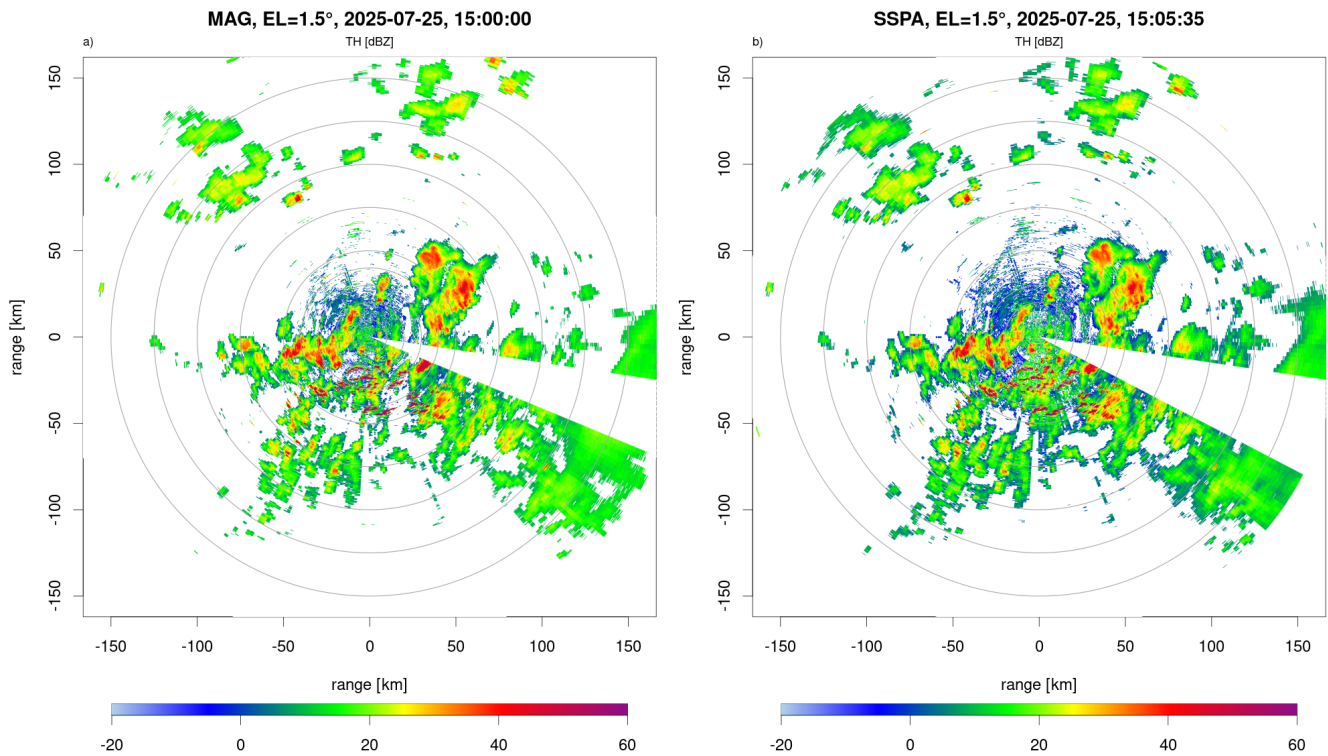 MAG, EL=1.5°, 2025-07-25, 15:00:00
a)
TH [dBZ]
150
100
50
0
-50
-100
-150
range [km]
-150 -100 -50 0 50 100 150
range [km]
-20 0 20 40 60
SSPA, EL=1.5°, 2025-07-25, 15:05:35
b)
TH [dBZ]
150
100
50
0
-50
-100
-150
range [km]
-150 -100 -50 0 50 100 150
range [km]
-20 0 20 40 60